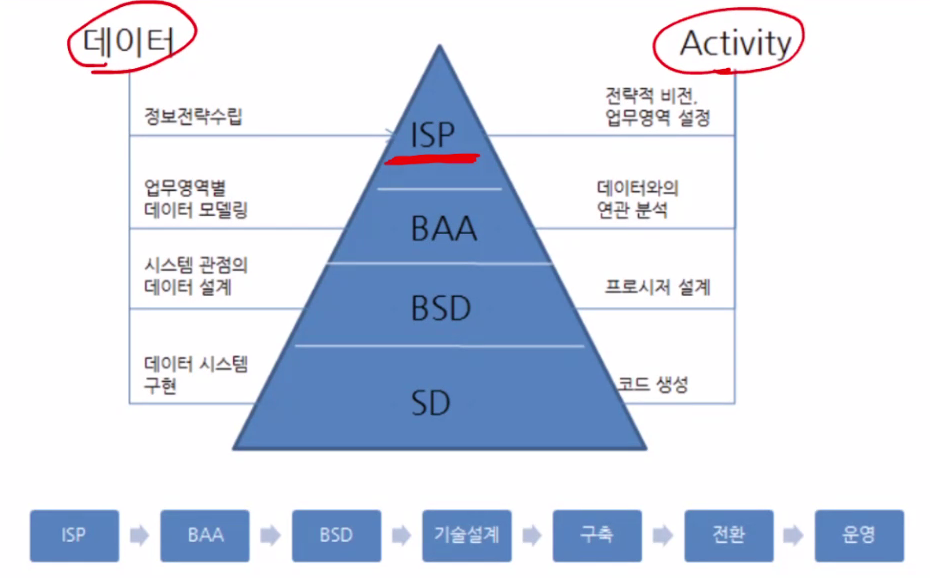 데이터
Activity
정보전략수립
ISP
전략적 비전,
업무영역 설정
업무영역별
데이터 모델링
BAA
데이터와의
연관 분석
시스템 관점의
데이터 설계
BSD
프로시저 설계
데이터 시스템
구현
SD
코드 생성
ISP
BAA
BSD
기술설계
구축
전환
운영